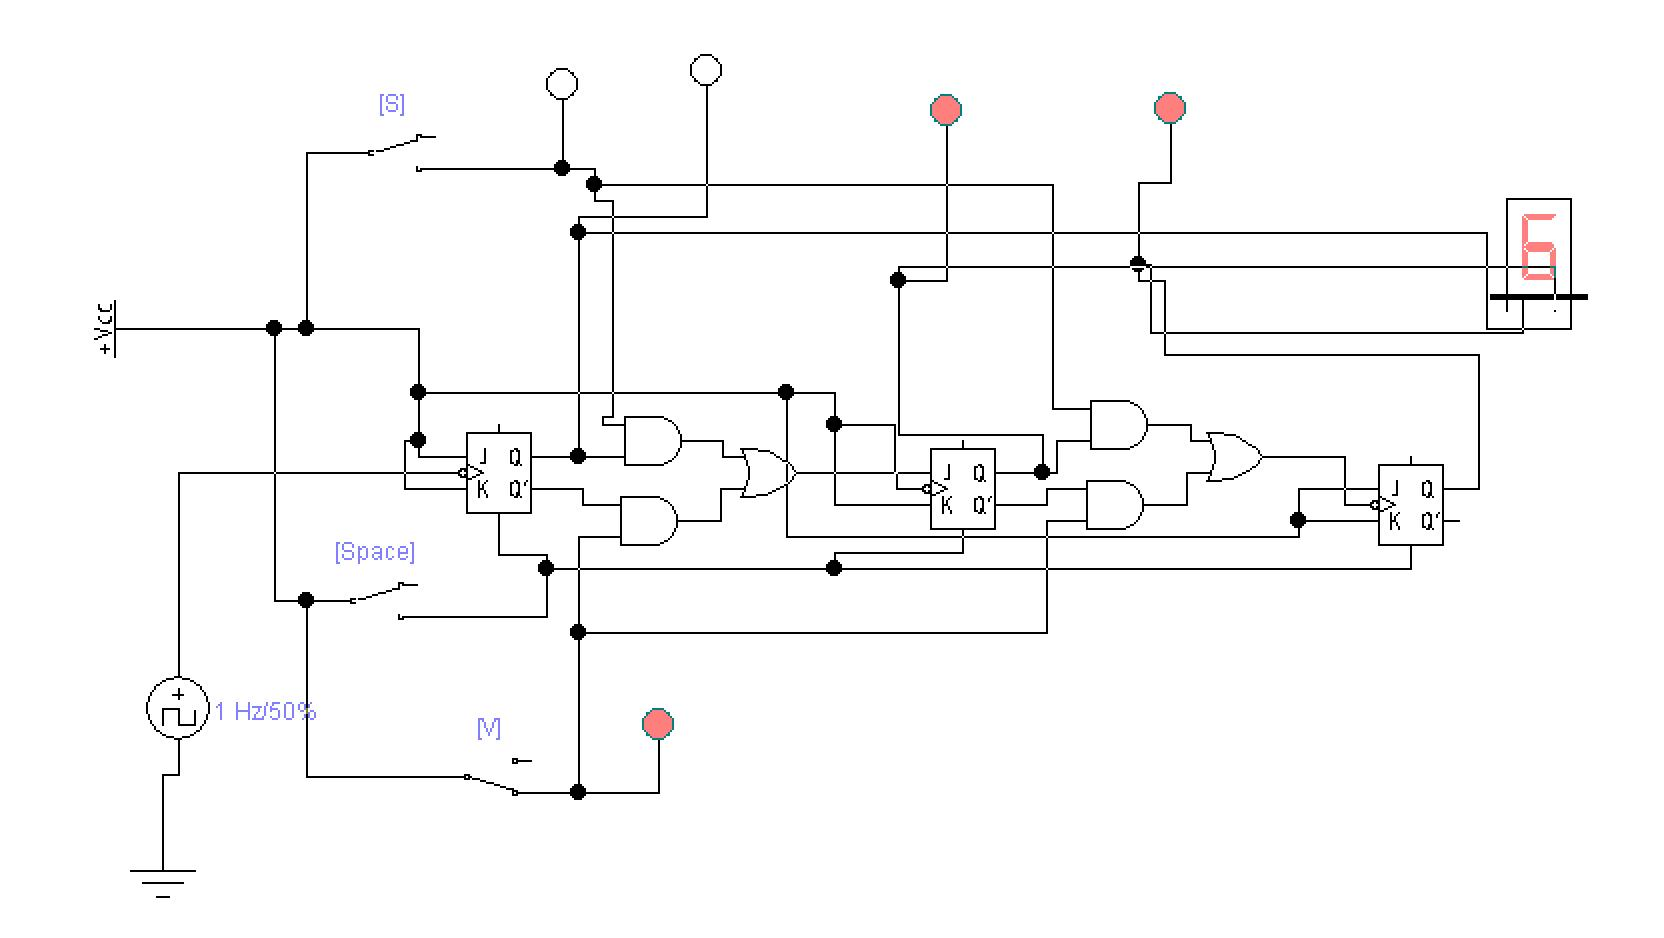 [S]
6
+Vcc
J Q
K Q'
J Q
K Q'
J Q
K Q'
[Space]
+
1 Hz/50%
[V]